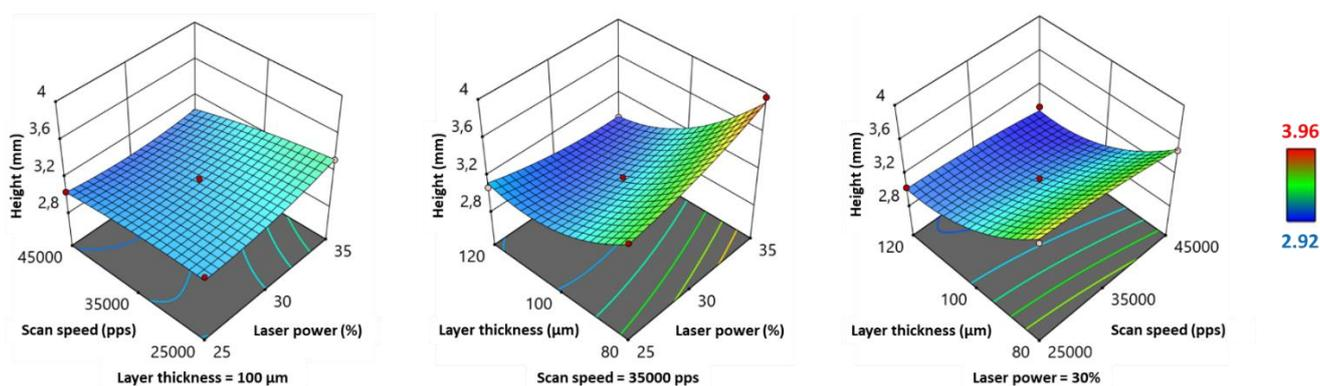 4
3,6
3,2
2,8
Height (mm)
45000
35000
25000
Scan speed (pps)
25
30
35
Laser power (%)
Layer thickness = 100 µm
4
3,6
3,2
2,8
Height (mm)
120
100
80
Layer thickness (µm)
25
30
35
Laser power (%)
Scan speed = 35000 pps
4
3,6
3,2
2,8
Height (mm)
120
100
80
Layer thickness (µm)
25000
35000
45000
Scan speed (pps)
Laser power = 30%
3.96
2.92